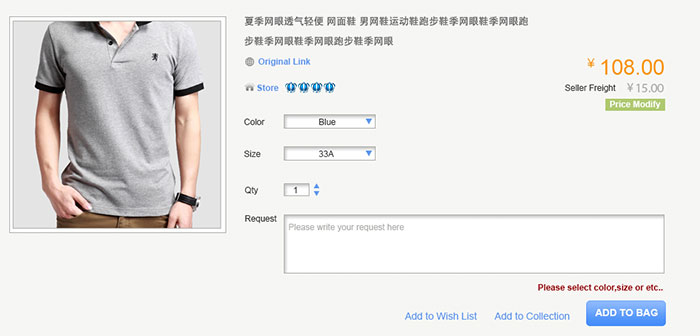 夏季网眼透气轻便 网面鞋 男网鞋运动鞋跑步鞋季网眼鞋季网眼跑
步鞋季网眼鞋季网眼跑步鞋季网眼
Original Link
¥ 108.00
Store
Seller Freight ¥ 15.00
Price Modify
Color Blue
Size 33A
Qty 1
Request Please write your request here
Please select color,size or etc..
Add to Wish List Add to Collection ADD TO BAG